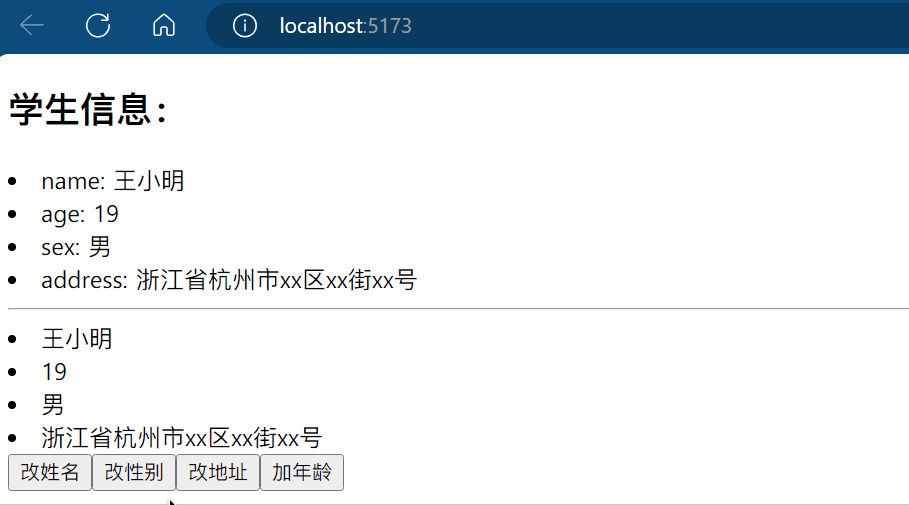 localhost:5173
学生信息：
name: 王小明
age: 19
sex: 男
address: 浙江省杭州市xx区xx街xx号
王小明
19
男
浙江省杭州市xx区xx街xx号
改姓名 改性别 改地址 加年龄